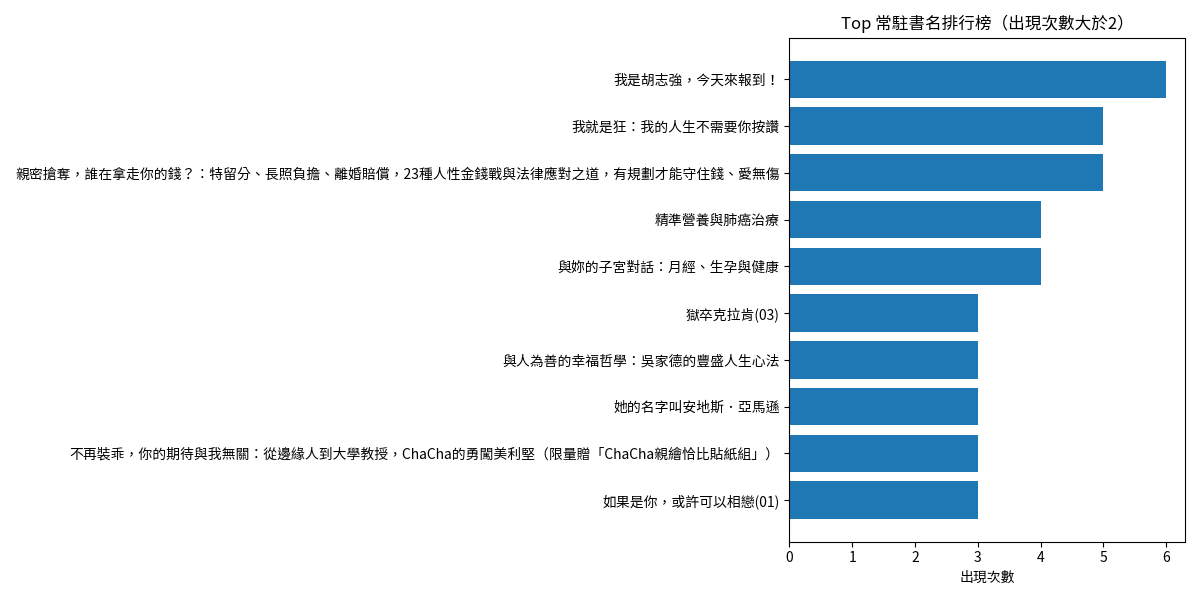 Top 常駐書名排行榜（出現次數大於2）
我是胡志強，今天來報到！
我就是狂：我的人生不需要你按讚
親密搶奪，誰在拿走你的錢？：特留分、長照負擔、離婚賠償，23種人性金錢戰與法律應對之道，有規劃才能守住錢、愛無傷
精準營養與肺癌治療
與妳的子宮對話：月經、生孕與健康
獄卒克拉肯(03)
與人為善的幸福哲學：吳家德的豐盛人生心法
她的名字叫安地斯．亞馬遜
不再裝乖，你的期待與我無關：從邊緣人到大學教授，ChaCha的勇闖美利堅（限量贈「ChaCha親繪恰比貼紙組」）
如果是你，或許可以相戀(01)
0 1 2 3 4 5 6
出現次數